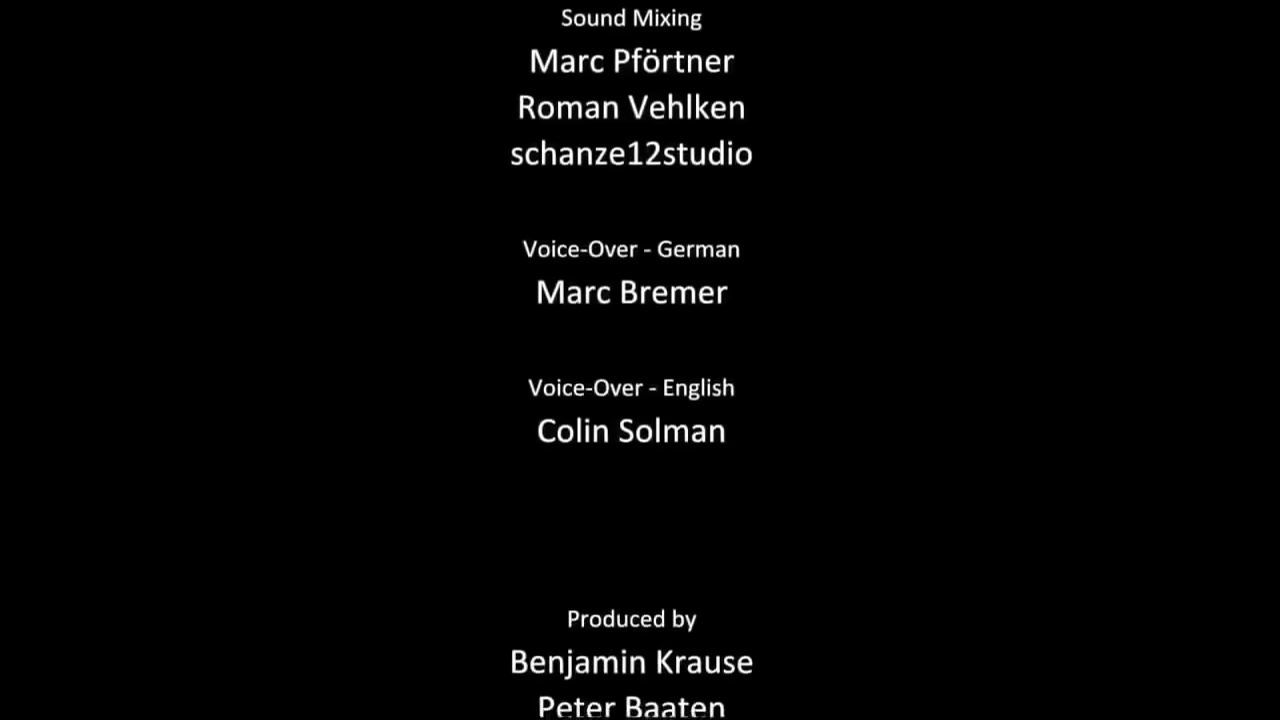 Sound Mixing
Marc Pförtner
Roman Vehlken
schanze12studio
Voice-Over - German
Marc Bremer
Voice-Over - English
Colin Solman
Produced by
Benjamin Krause
Peter Baaten